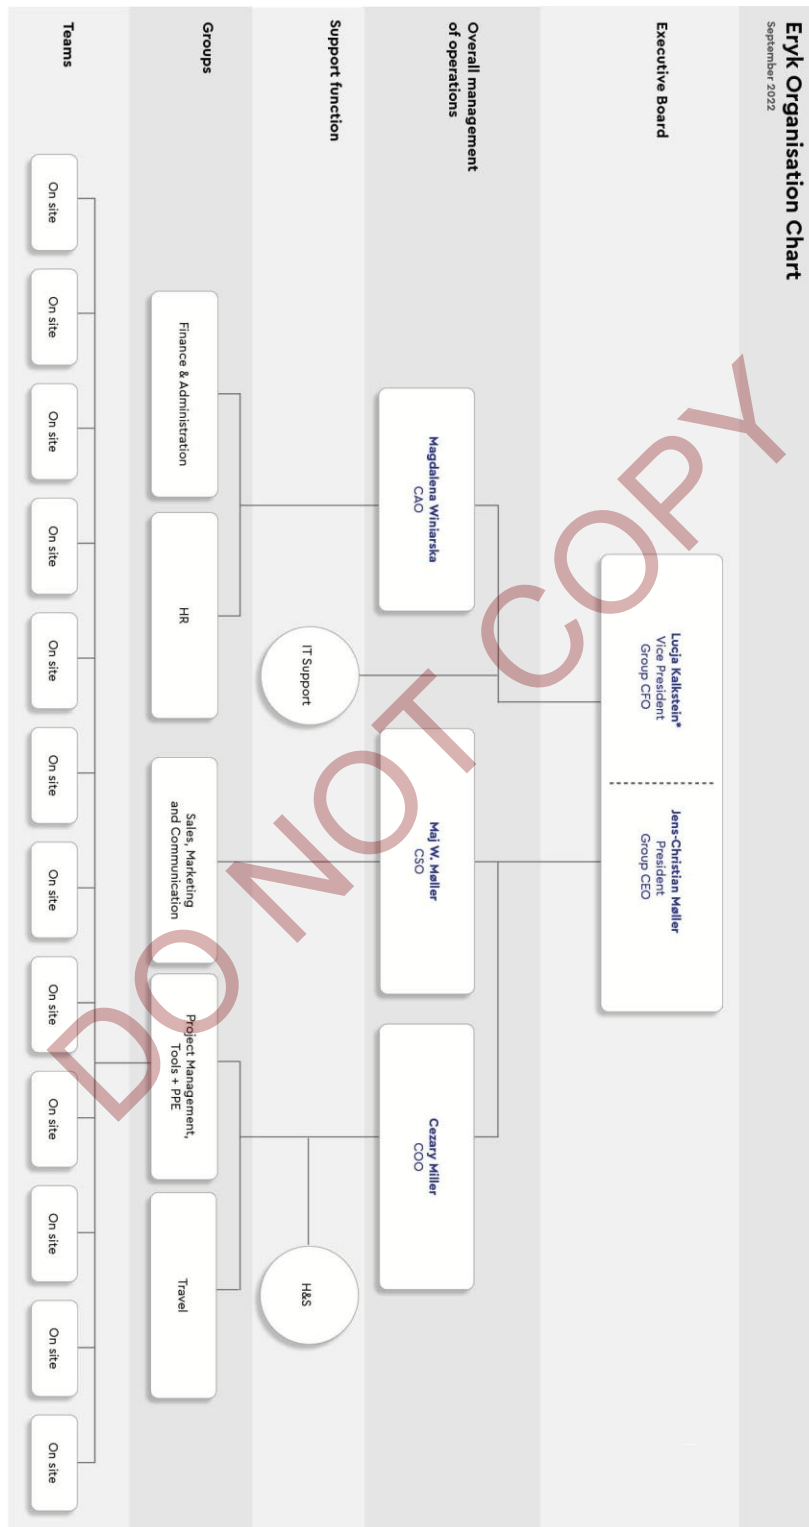 Eryk Organisation Chart
September 2022
Executive Board
Lucja Kalkstein*
Vice President
Group CFO
Jens-Christian Møller
President
Group CEO
Overall management
of operations
Magdalena Winiarska
CAO
Maj W. Møller
CSO
Cezary Miller
COO
Support function
IT Support
H&S
Groups
Finance & Administration
HR
Sales, Marketing
and Communication
Project Management,
Tools + PPE
Travel
Teams
On site
On site
On site
On site
On site
On site
On site
On site
On site
On site
On site
On site
DO NOT COPY